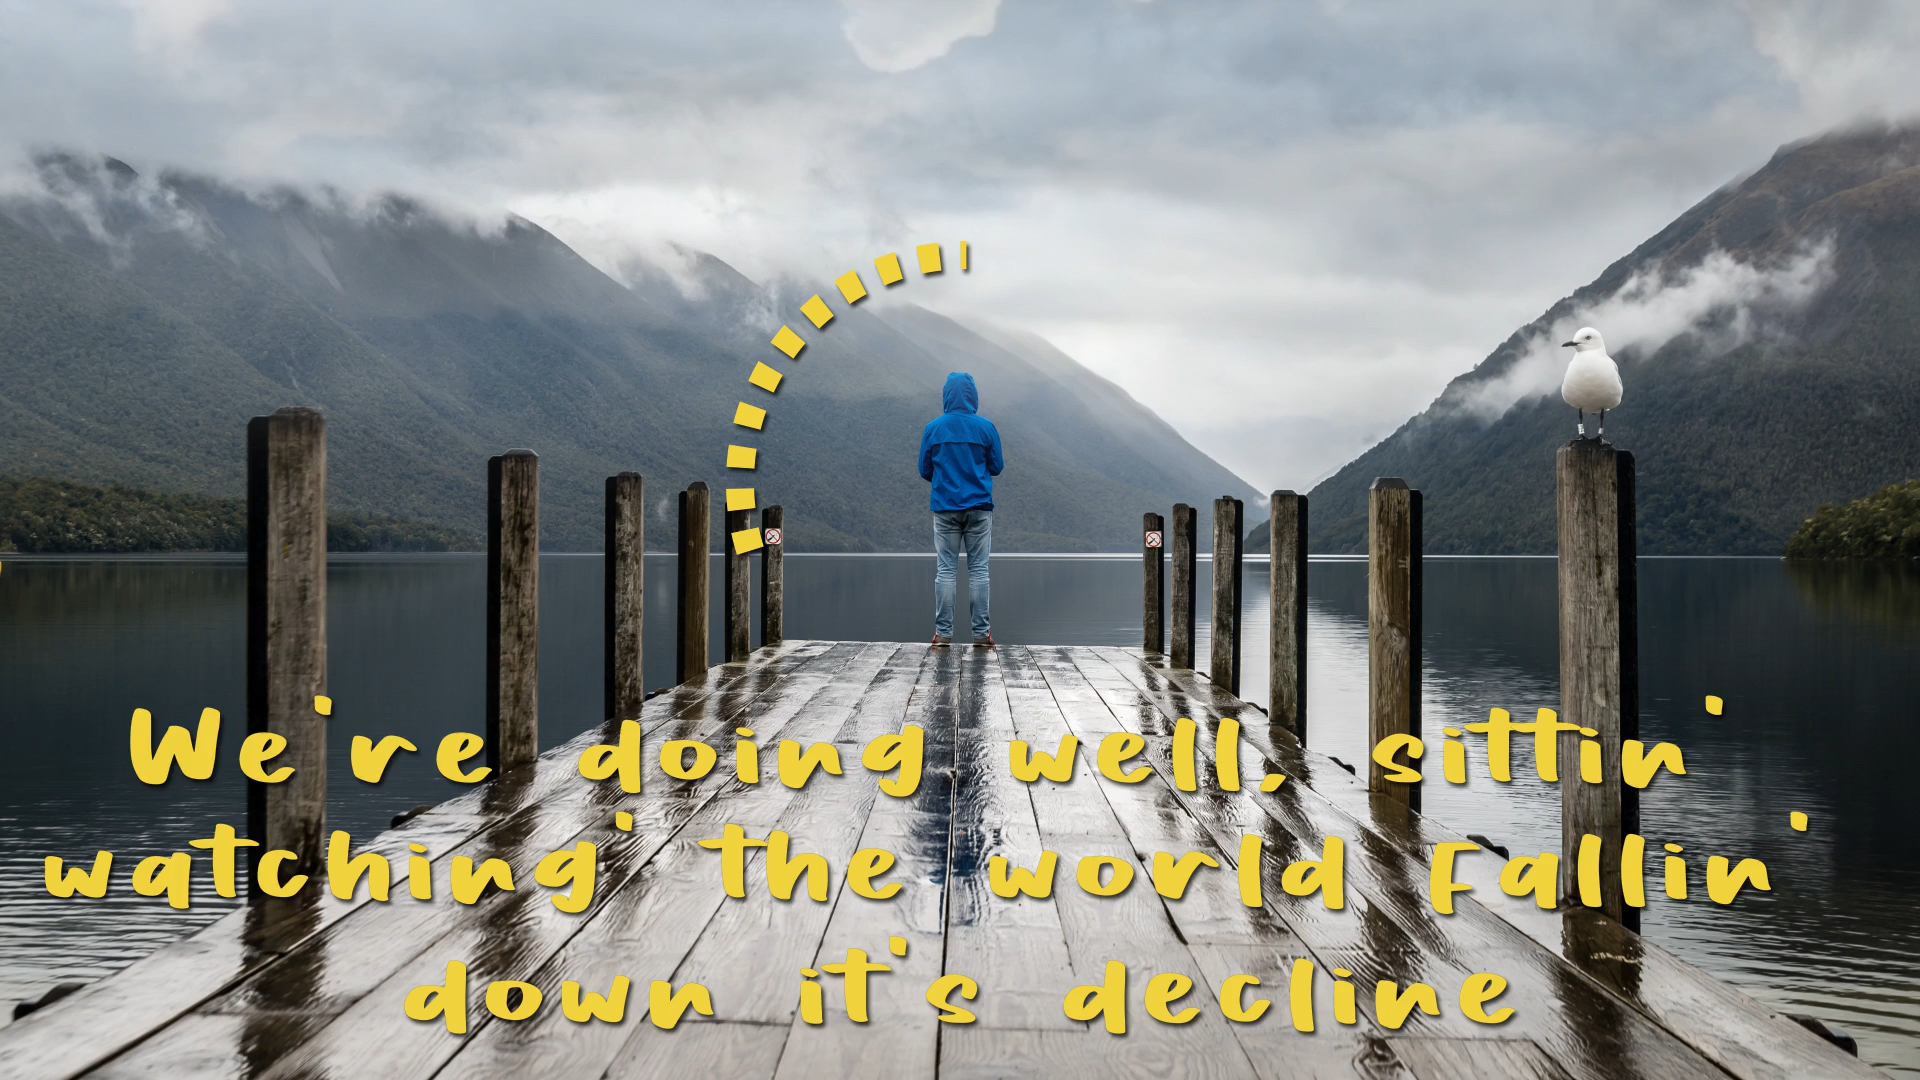 We're doing well, sittin'
watching' the world Fallin'
down it's decline